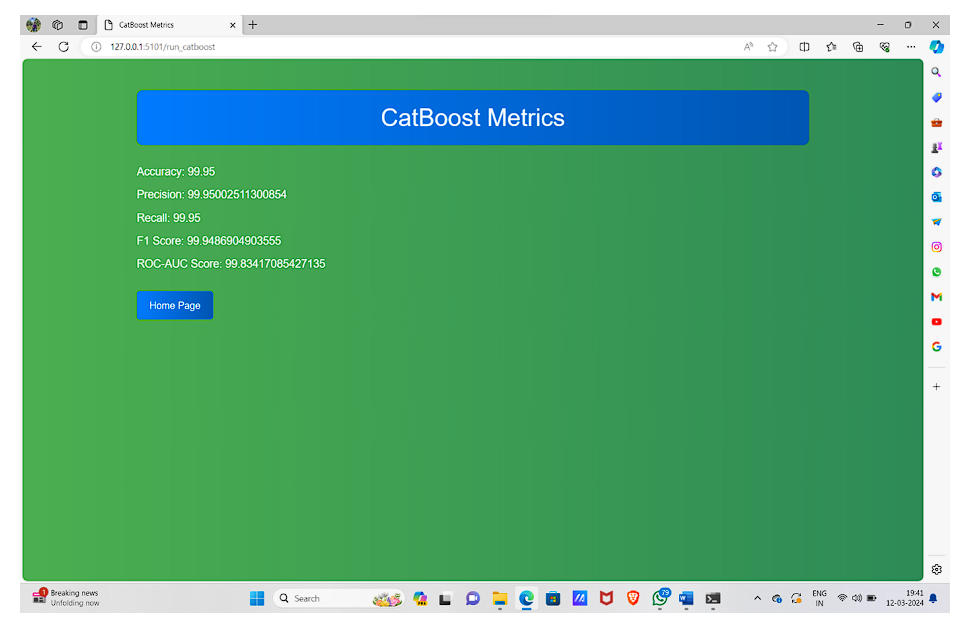 CatBoost Metrics
127.0.0.1:5101/run_catboost
CatBoost Metrics
Accuracy: 99.95
Precision: 99.95002511300854
Recall: 99.95
F1 Score: 99.9486904903555
ROC-AUC Score: 99.83417085427135
Home Page
1
Breaking news
Unfolding now
Search
79
ENG
IN
19:41
12-03-2024